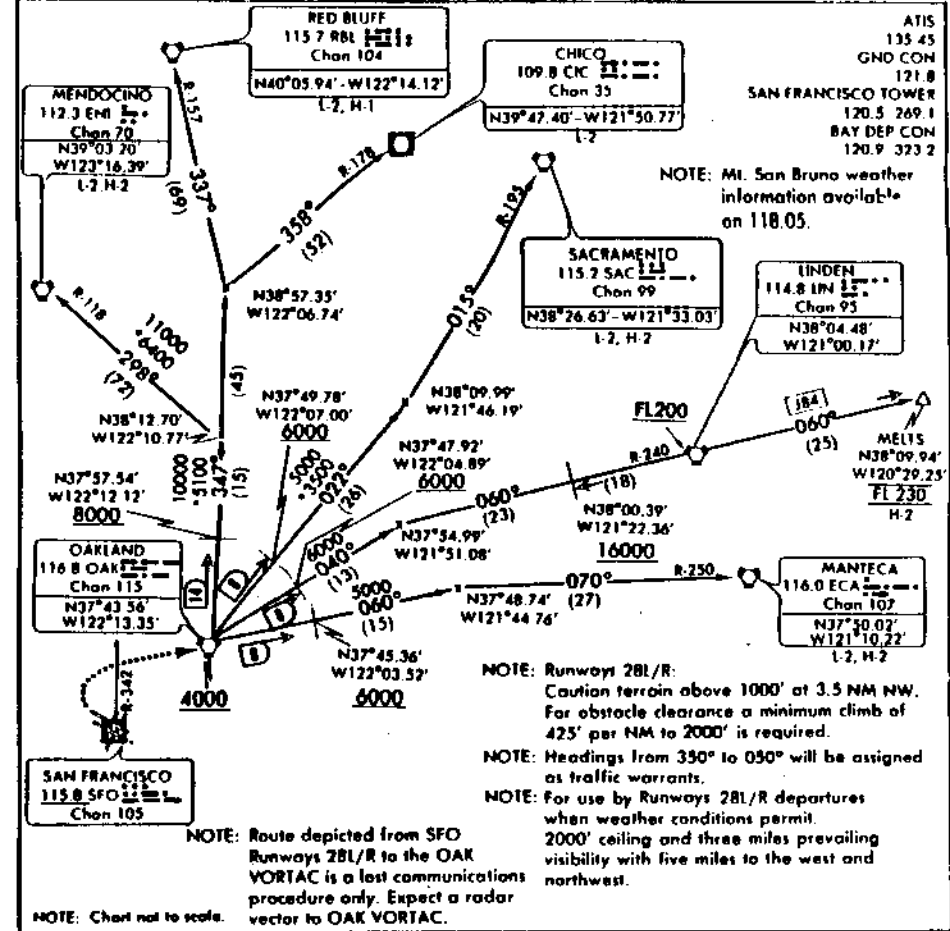 RED BLUFF
115.7 RBL
Chan 104
N40°05.94' - W122°14.12'
L-2, H-1
CHICO
109.8 CIC
Chan 35
N39°47.40' - W121°50.77'
L-2
ATIS
135.45
GND CON
121.8
SAN FRANCISCO TOWER
120.5 269.1
BAY DEP CON
120.9 323.2
NOTE: Mt. San Bruno weather
information available
on 118.05.
MENDOCINO
112.3 ENI
Chan 70
N39°03.20'
W123°16.39'
L-2, H-2
R-157
337°
(69)
R-178
358°
(52)
R-195
015°
(20)
SACRAMENTO
115.2 SAC
Chan 99
N38°26.63' - W121°33.03'
L-2, H-2
LINDEN
114.8 LIN
Chan 95
N38°04.48'
W121°00.17'
N38°57.35'
W122°06.74'
R-118
11000
*6400
298°
(72)
(45)
N38°12.70'
W122°10.77'
N37°49.78'
W122°07.00'
6000
N38°09.99'
W121°46.19'
FL200
J84
060°
(25)
MELTS
N38°09.94'
W120°29.25'
FL 230
H-2
N37°57.54'
W122°12.12'
8000
10000
*5100
347°
(15)
5000
*3500
022°
(26)
N37°47.92'
W122°04.89'
6000
R-240
(18)
060°
(23)
N38°00.39'
W121°22.36'
16000
6000
040°
(13)
N37°54.99'
W121°51.08'
OAKLAND
116.8 OAK
Chan 115
N37°43.56'
W122°13.35'
14
8
8
8
5000
060°
(15)
N37°48.74'
W121°44.76'
070°
(27)
R-250
MANTECA
116.0 ECA
Chan 107
N37°50.02'
W121°10.22'
L-2, H-2
N37°45.36'
W122°03.52'
6000
4000
R-342
SAN FRANCISCO
115.8 SFO
Chan 105
NOTE: Runways 28L/R:
Caution terrain above 1000' at 3.5 NM NW.
For obstacle clearance a minimum climb of
425' per NM to 2000' is required.
NOTE: Headings from 350° to 050° will be assigned
as traffic warrants.
NOTE: For use by Runways 28L/R departures
when weather conditions permit.
2000' ceiling and three miles prevailing
visibility with five miles to the west and
northwest.
NOTE: Route depicted from SFO
Runways 28L/R to the OAK
VORTAC is a lost communications
procedure only. Expect a radar
vector to OAK VORTAC.
NOTE: Chart not to scale.